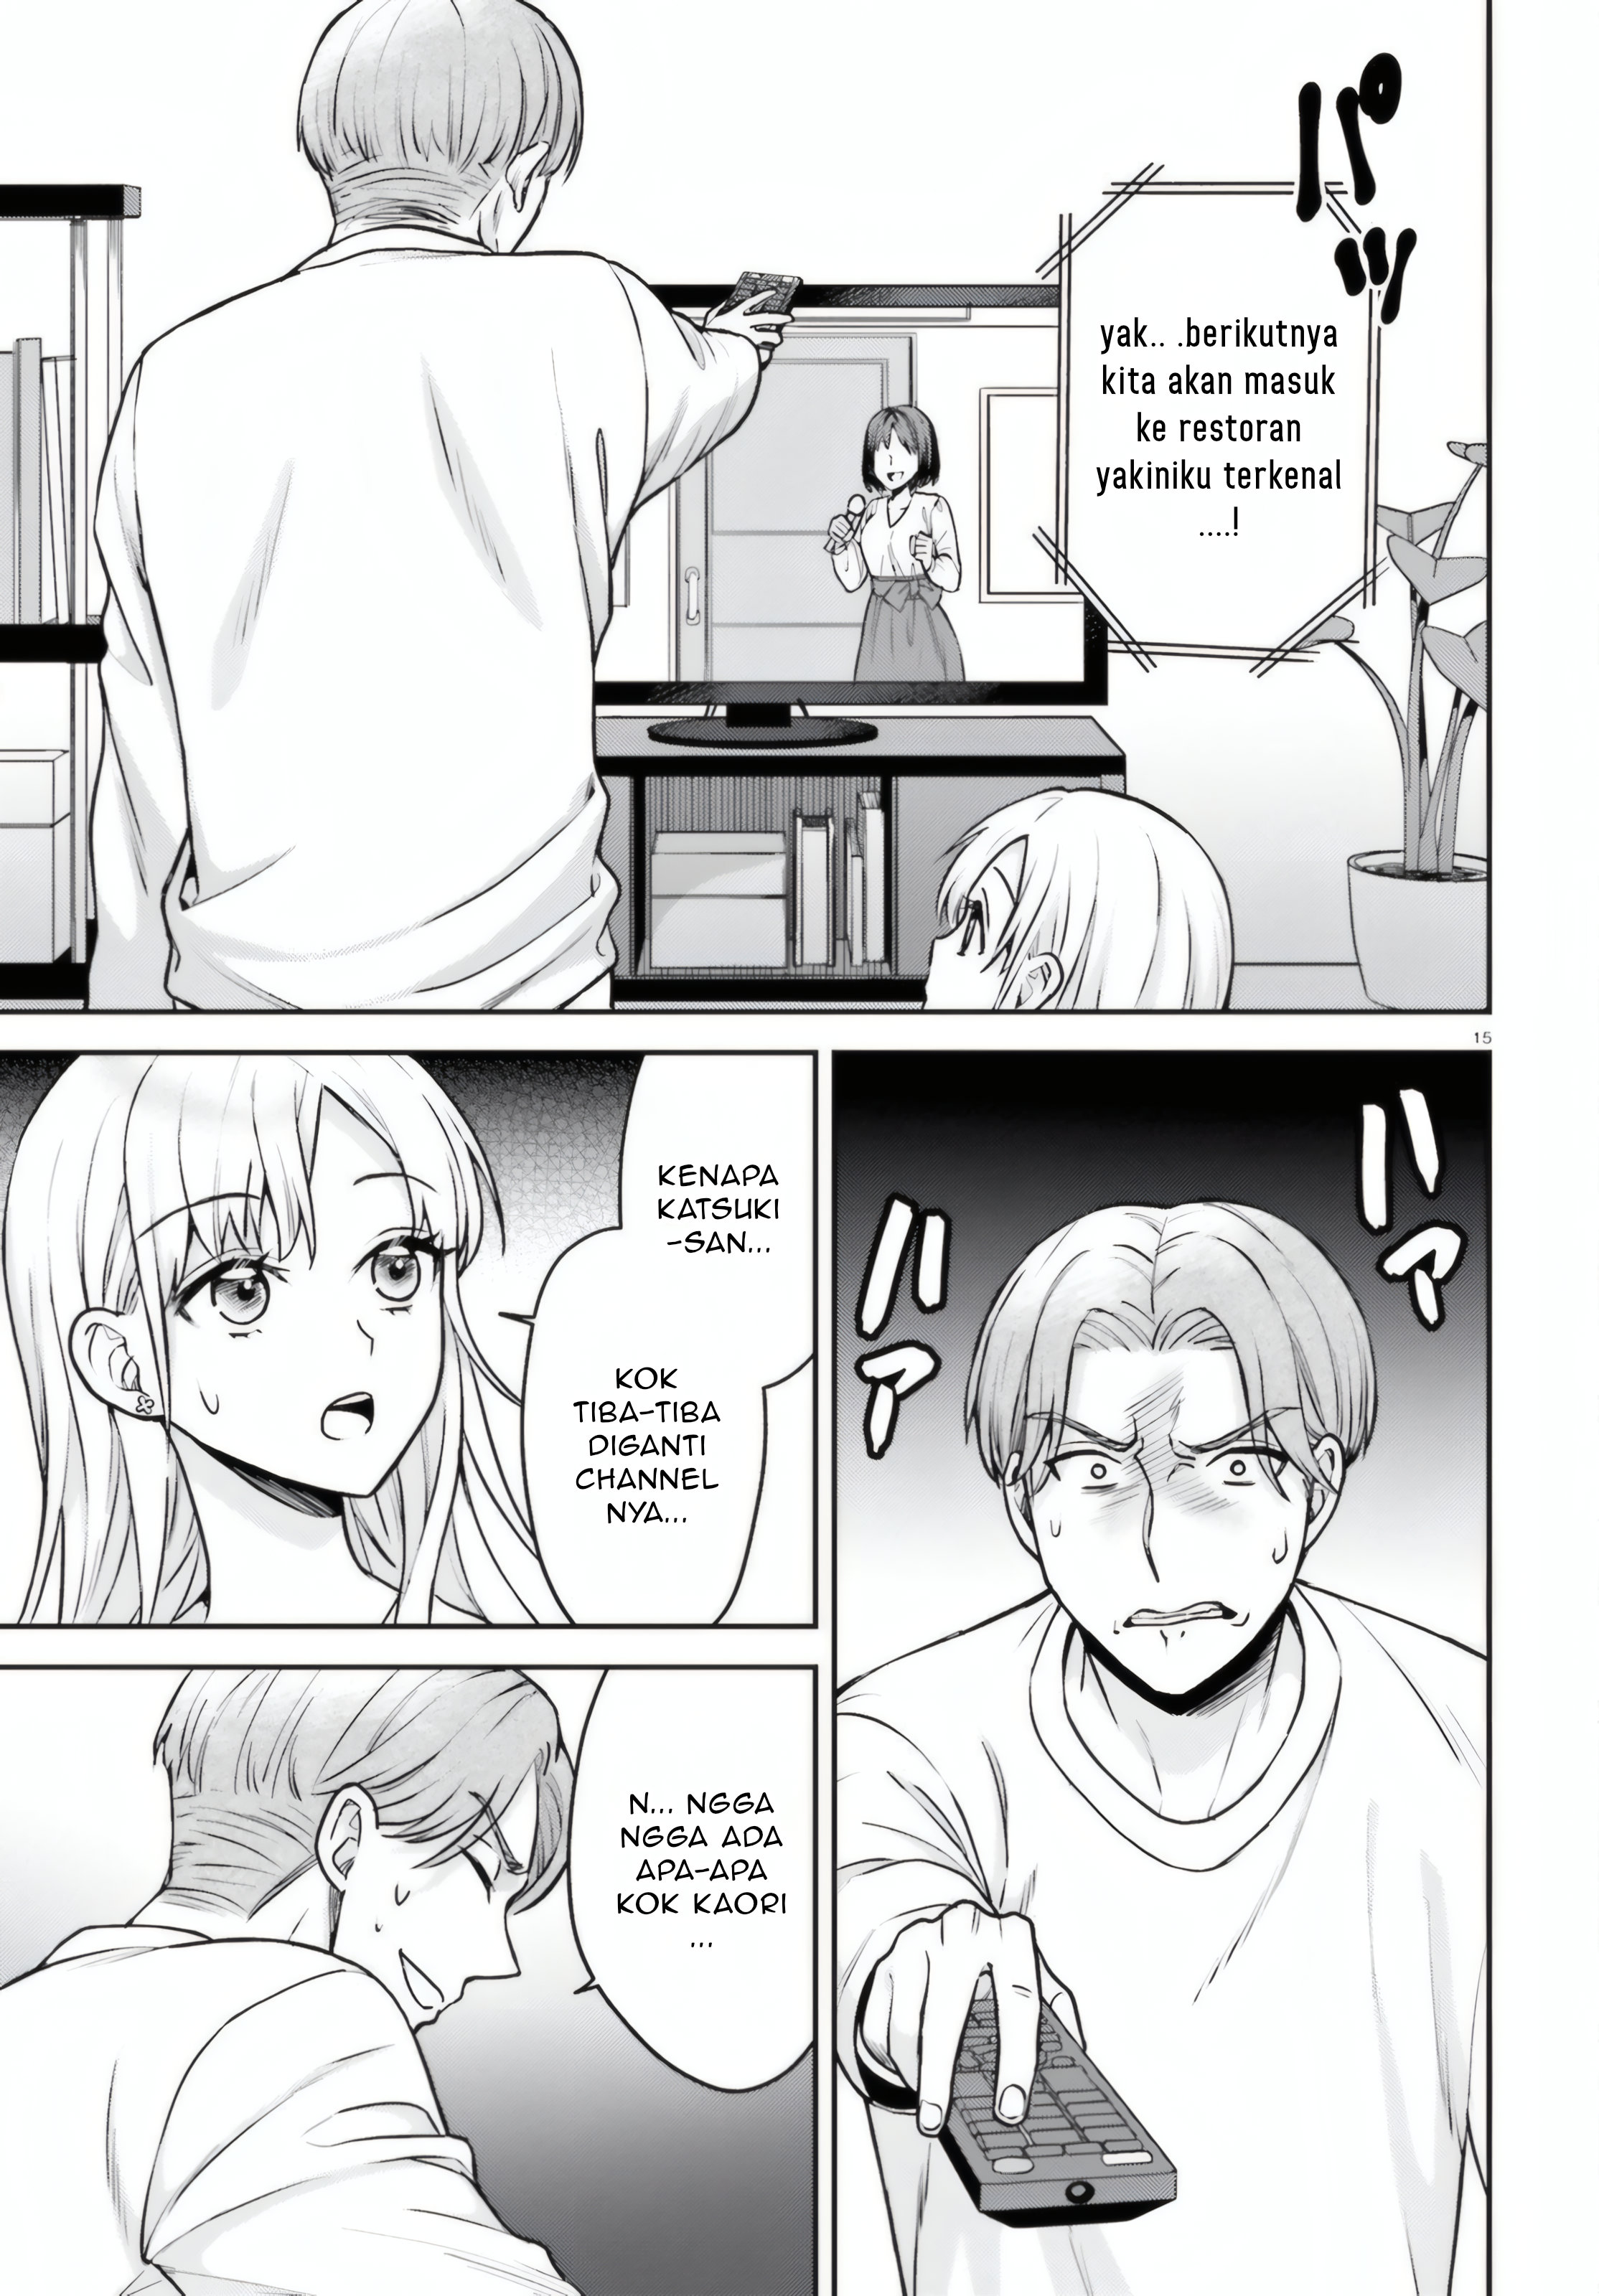 パッ
yak.. .berikutnya
kita akan masuk
ke restoran
yakiniku terkenal
....!
15
ハァ
ハァ
KENAPA
KATSUKI
-SAN...
KOK
TIBA-TIBA
DIGANTI
CHANNEL
NYA...
N... NGGA
NGGA ADA
APA-APA
KOK KAORI
...